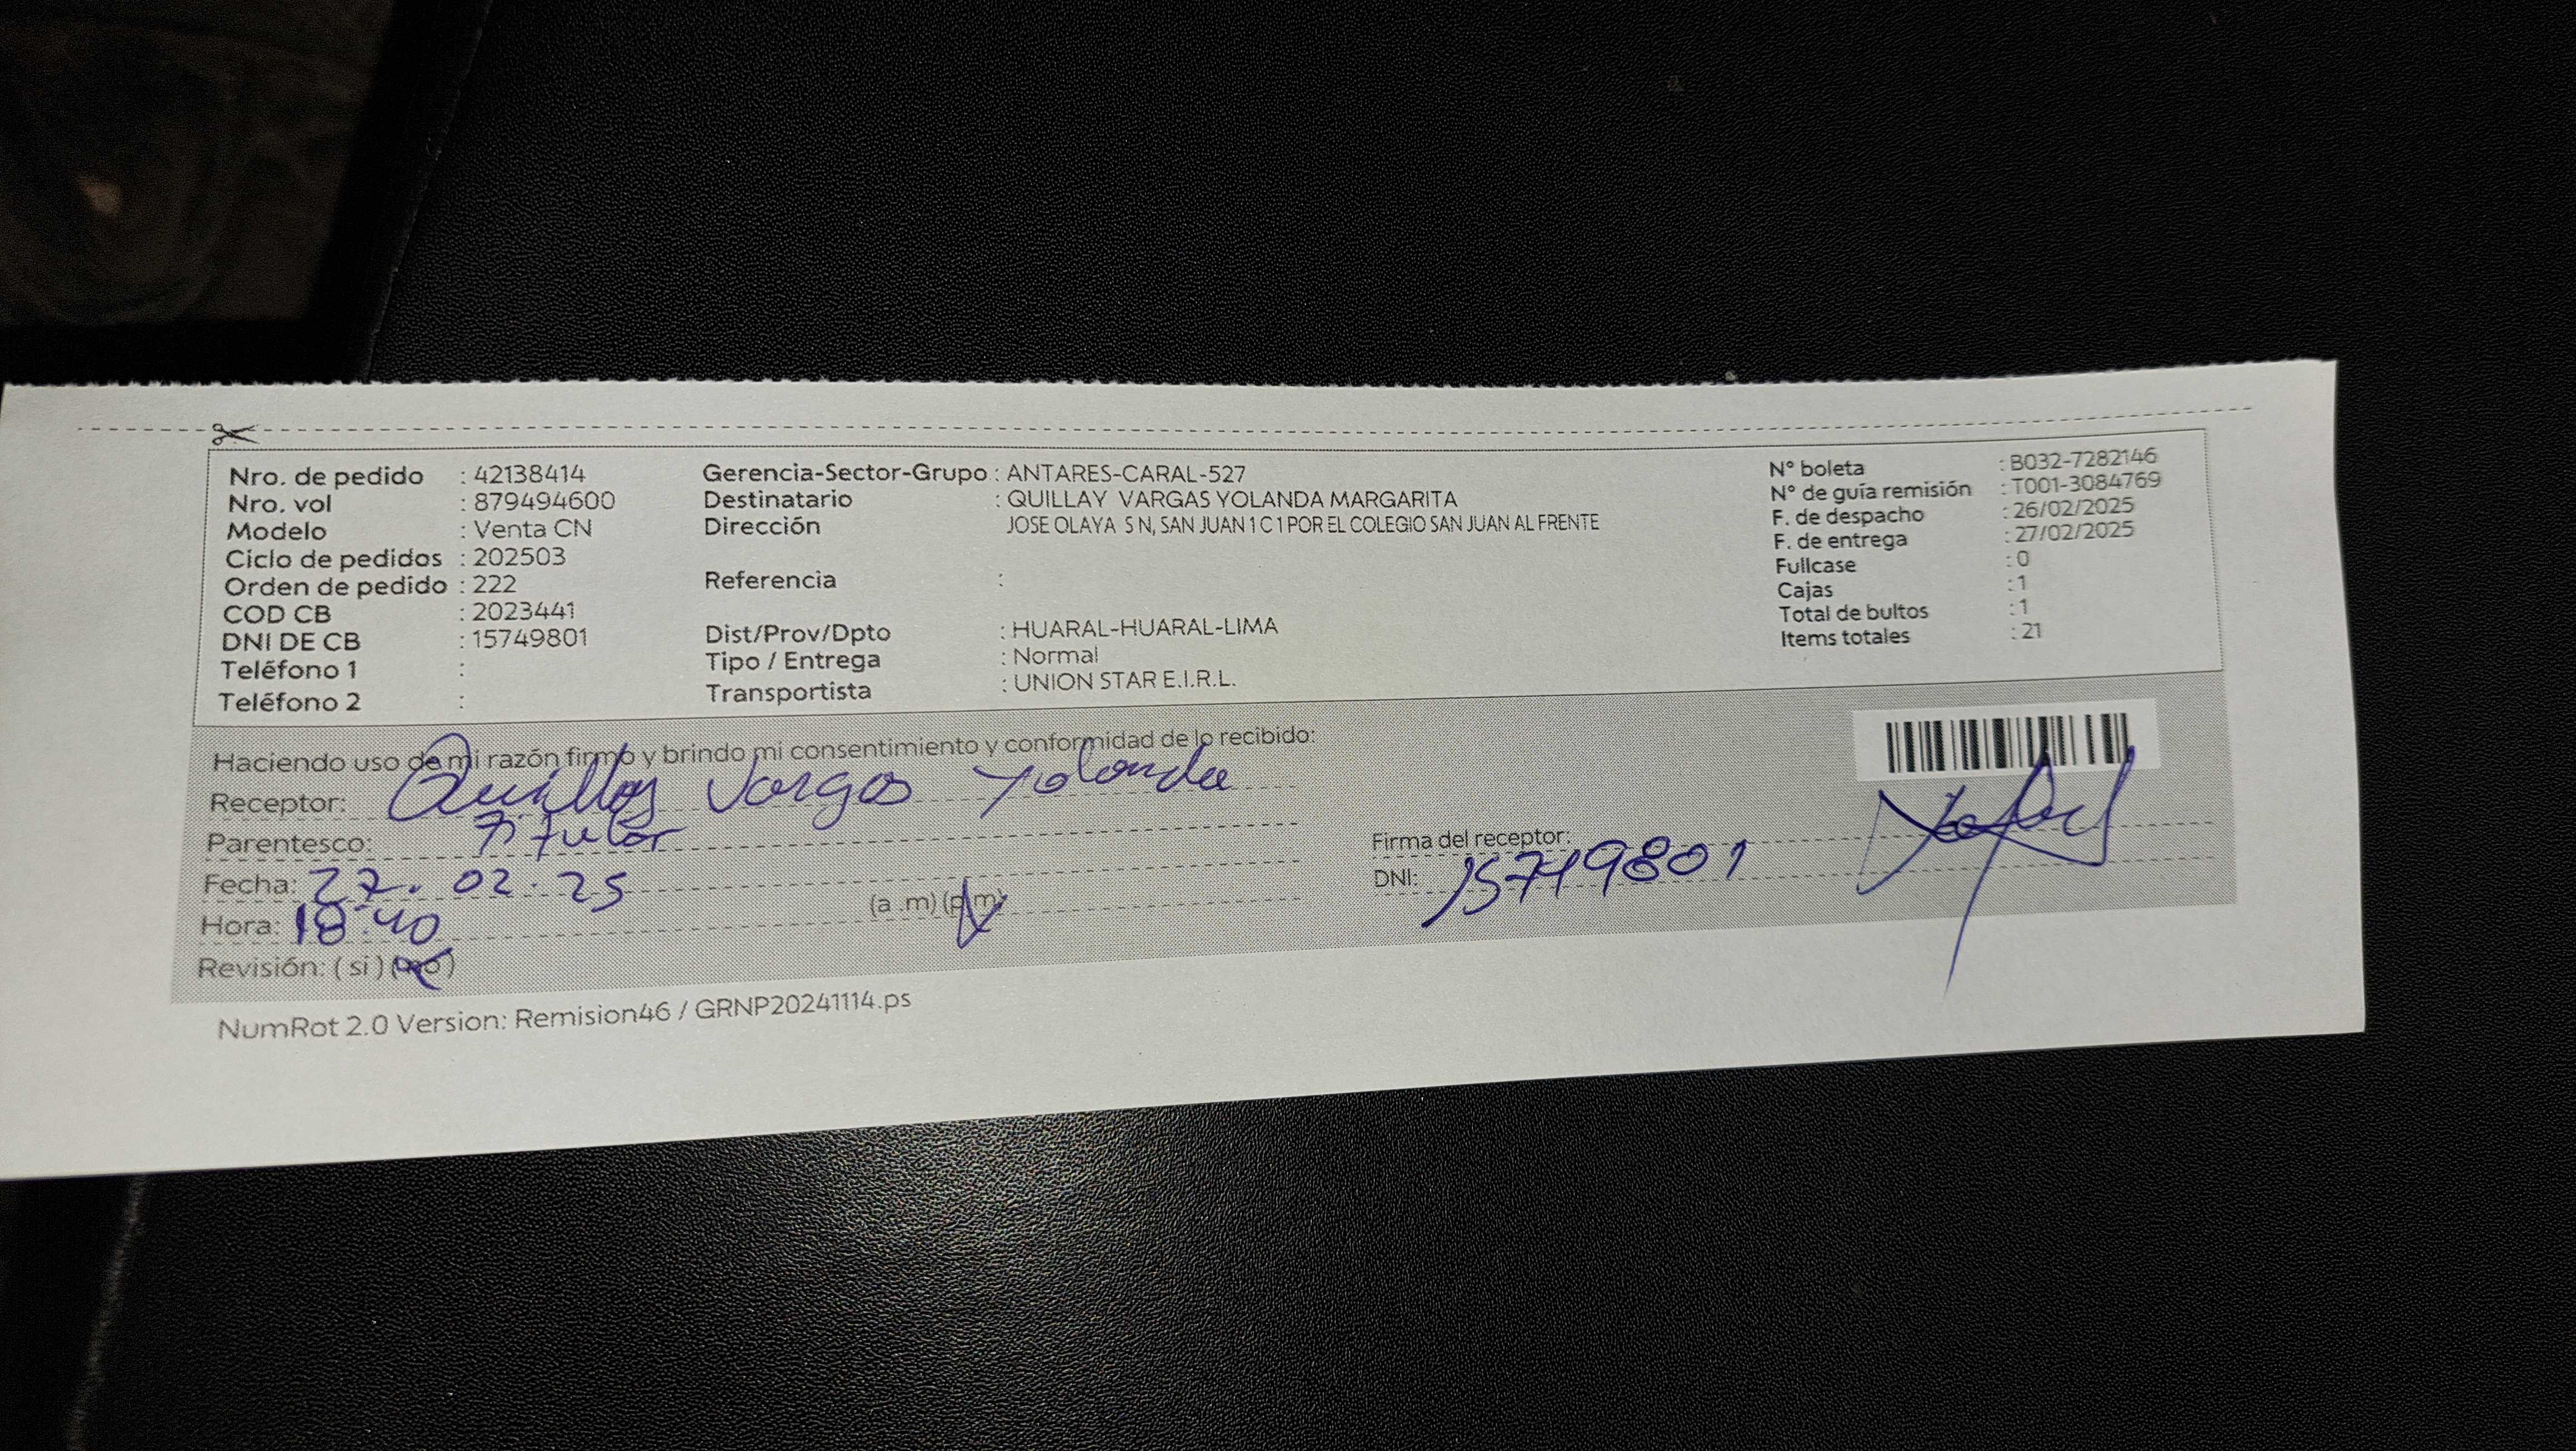 Nro. de pedido : 42138414
Nro. vol : 879494600
Modelo : Venta CN
Ciclo de pedidos : 202503
Orden de pedido : 222
COD CB : 2023441
DNI DE CB : 15749801
Teléfono 1 :
Teléfono 2 :
Gerencia-Sector-Grupo : ANTARES-CARAL-527
Destinatario : QUILLAY VARGAS YOLANDA MARGARITA
Dirección JOSE OLAYA S N, SAN JUAN 1 C 1 POR EL COLEGIO SAN JUAN AL FRENTE
Referencia :
Dist/Prov/Dpto : HUARAL-HUARAL-LIMA
Tipo / Entrega : Normal
Transportista : UNION STAR E.I.R.L.
N° boleta : B032-7282146
N° de guía remisión : T001-3084769
F. de despacho : 26/02/2025
F. de entrega : 27/02/2025
Fullcase : 0
Cajas : 1
Total de bultos : 1
Items totales : 21
Haciendo uso de mi razón firmo y brindo mi consentimiento y conformidad de lo recibido:
Receptor: Quillay Vargas Yolanda
Parentesco: Titular
Fecha: 27.02.25
Hora: 18:40 (a .m) (p.m)
Revisión: ( si ) (no)
Firma del receptor:
DNI: 15749801
NumRot 2.0 Version: Remision46 / GRNP20241114.ps